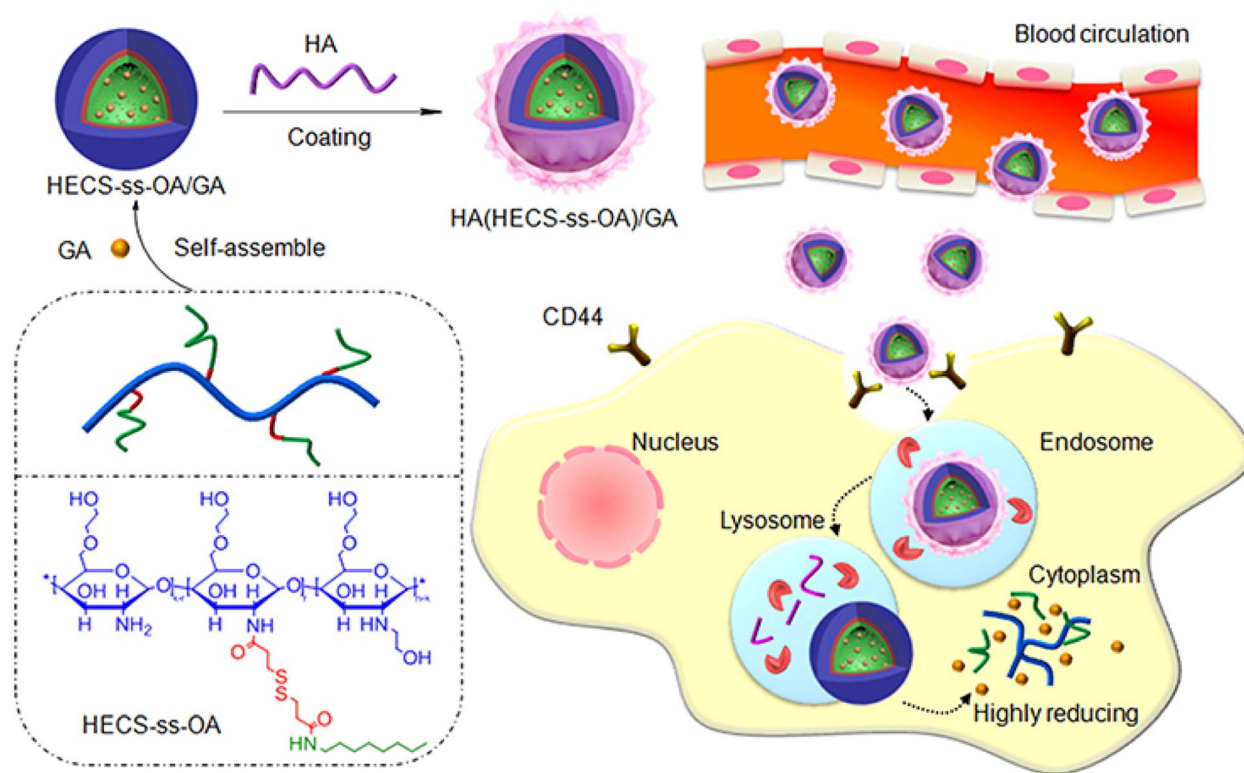 HA
Coating
HECS-ss-OA/GA
HA(HECS-ss-OA)/GA
Blood circulation
GA
Self-assemble
CD44
Nucleus
Endosome
Lysosome
Cytoplasm
Highly reducing
HO HO HO
O O O
O O O O O
* OH H OH H OH H *
H NH2 H NH H HN
O OH
S
S
O
HN
HECS-ss-OA